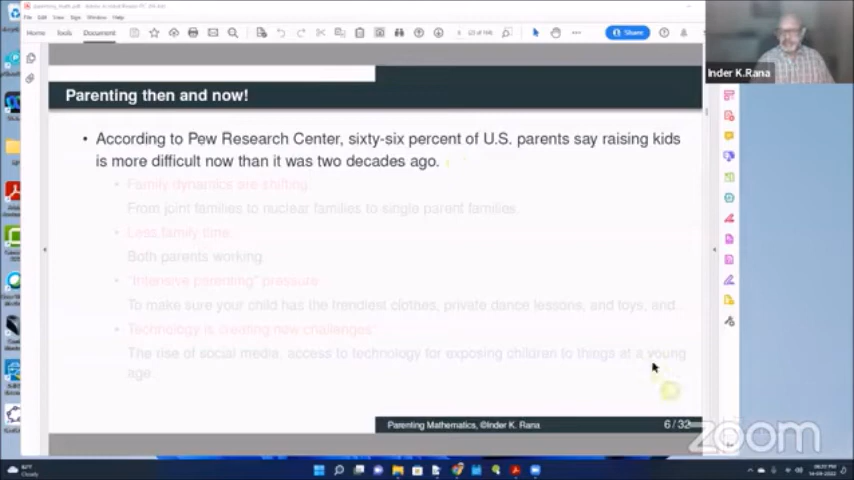 Home Tools Document
Share
Inder K.Rana
Parenting then and now!
• According to Pew Research Center, sixty-six percent of U.S. parents say raising kids
is more difficult now than it was two decades ago.
• Family dynamics are shifting
From joint families to nuclear families to single parent families.
• Less family time
Both parents working.
• "Intensive parenting" pressure
To make sure your child has the trendiest clothes, private dance lessons, and toys, and
• Technology is creating new challenges
The rise of social media, access to technology for exposing children to things at a young
age.
Parenting Mathematics, ©Inder K. Rana 6 / 32
zoom